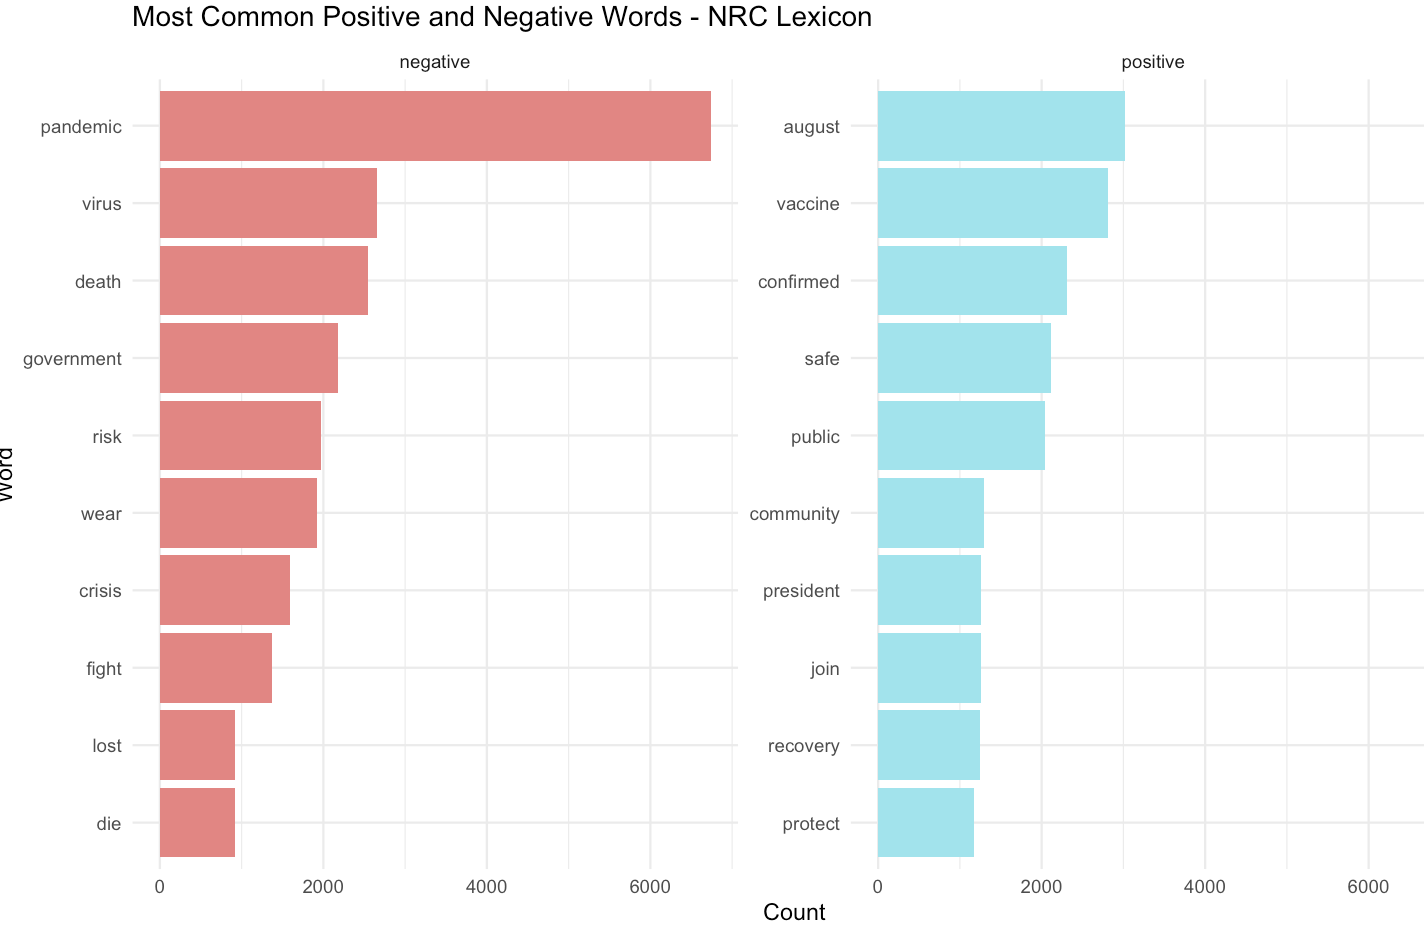 Most Common Positive and Negative Words - NRC Lexicon
negative
pandemic
virus
death
government
risk
wear
crisis
fight
lost
die
0 2000 4000 6000
positive
august
vaccine
confirmed
safe
public
community
president
join
recovery
protect
0 2000 4000 6000
Count
Word